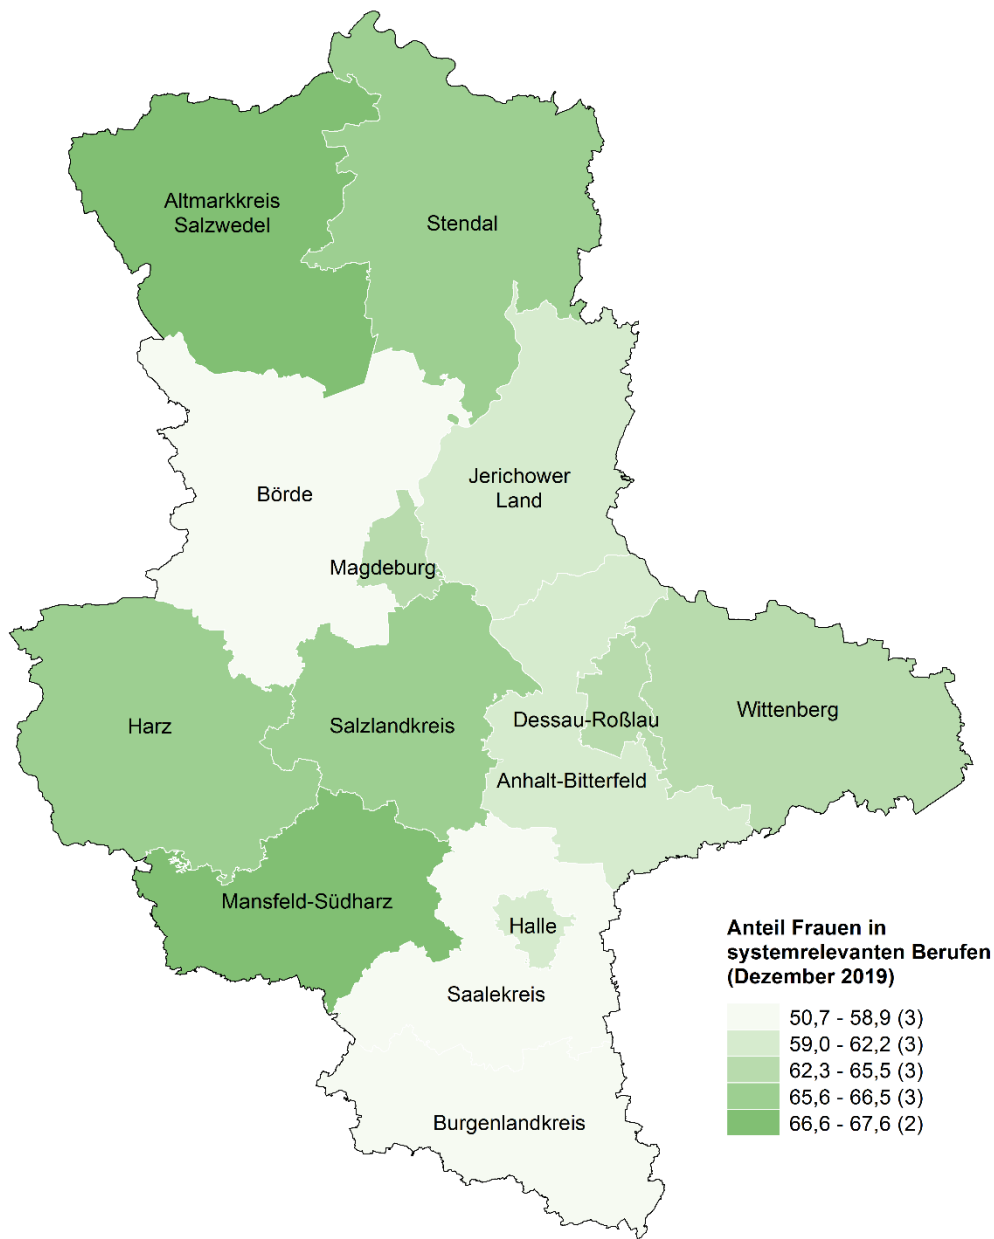 Altmarkkreis
Salzwedel
Stendal
Jerichower
Land
Börde
Magdeburg
Harz
Salzlandkreis
Dessau-Roßlau
Wittenberg
Anhalt-Bitterfeld
Mansfeld-Südharz
Halle
Saalekreis
Burgenlandkreis
Anteil Frauen in
systemrelevanten Berufen
(Dezember 2019)
50,7 - 58,9 (3)
59,0 - 62,2 (3)
62,3 - 65,5 (3)
65,6 - 66,5 (3)
66,6 - 67,6 (2)